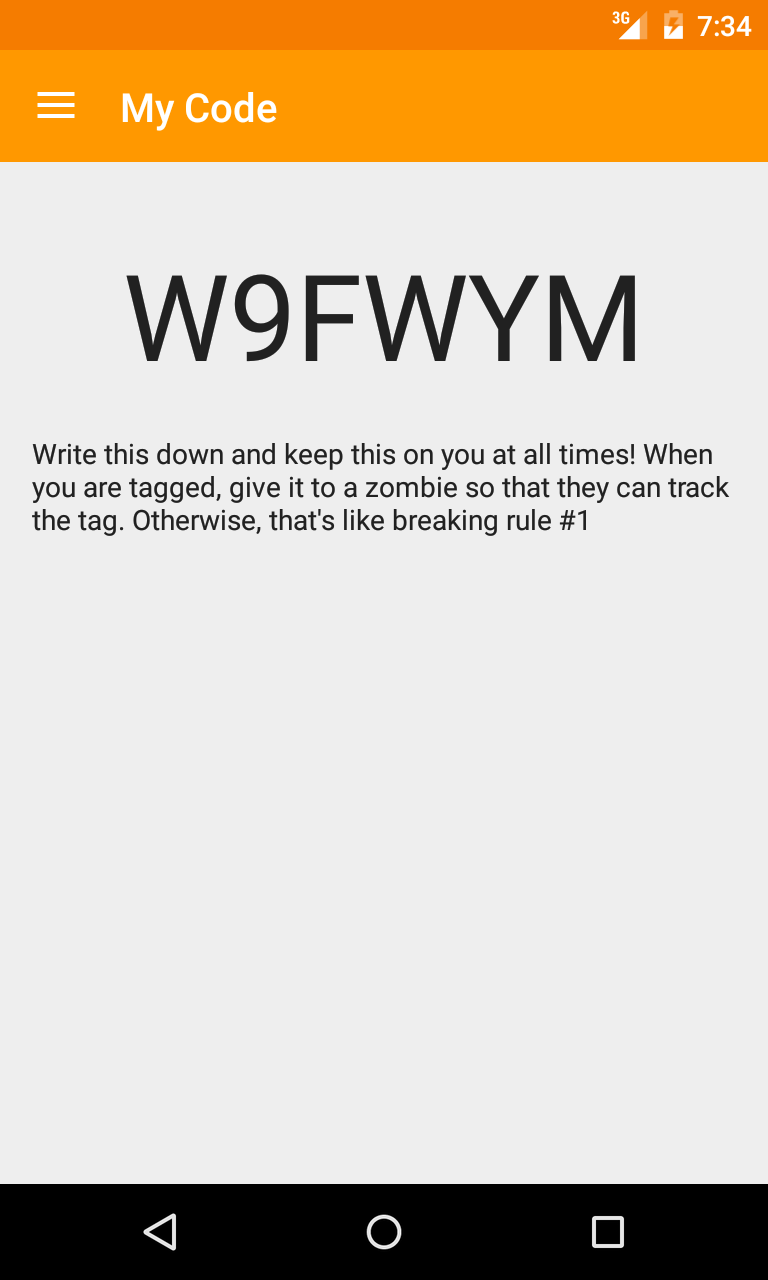 3G 7:34
My Code
W9FWYM
Write this down and keep this on you at all times! When
you are tagged, give it to a zombie so that they can track
the tag. Otherwise, that's like breaking rule #1